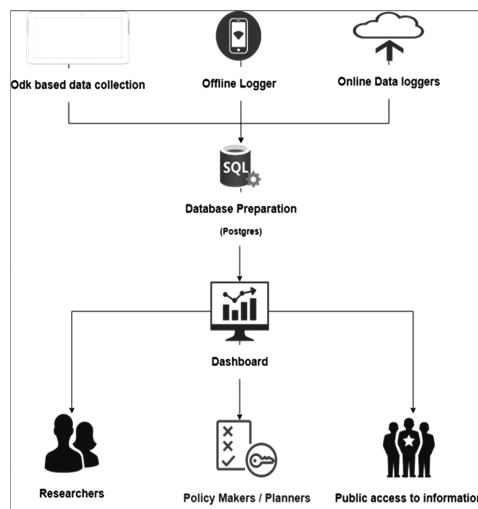 Odk based data collection
Offline Logger
Online Data loggers
SQL
Database Preparation
(Postgres)
Dashboard
Researchers
Policy Makers / Planners
Public access to information